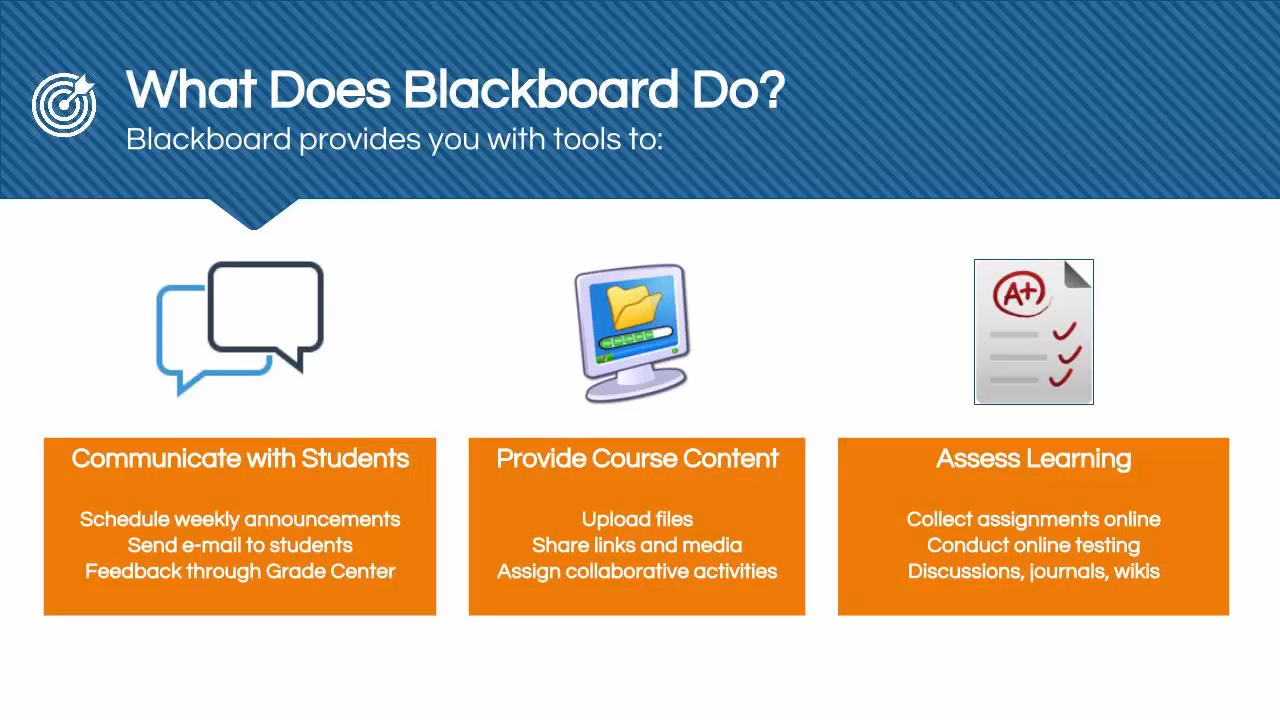 What Does Blackboard Do?
Blackboard provides you with tools to:
A+
Communicate with Students
Schedule weekly announcements
Send e-mail to students
Feedback through Grade Center
Provide Course Content
Upload files
Share links and media
Assign collaborative activities
Assess Learning
Collect assignments online
Conduct online testing
Discussions, journals, wikis